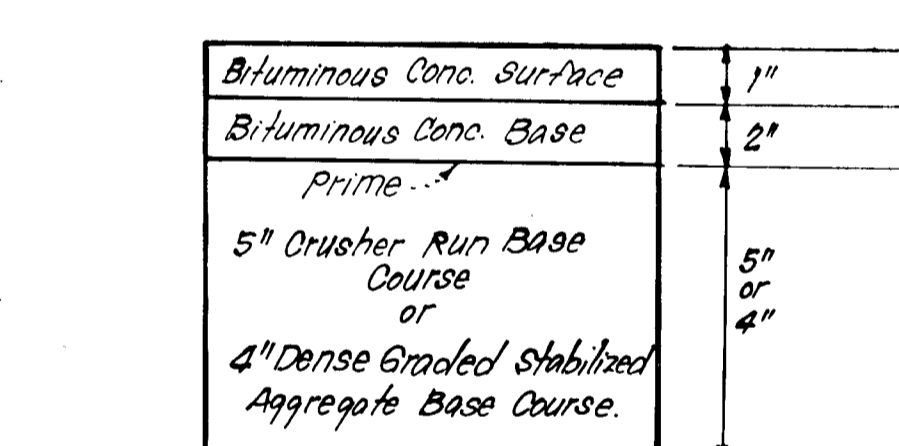 Bituminous Conc. Surface
1"
Bituminous Conc. Base
2"
Prime
5" Crusher Run Base
Course
or
4" Dense Graded Stabilized
Aggregate Base Course.
5"
or
4"